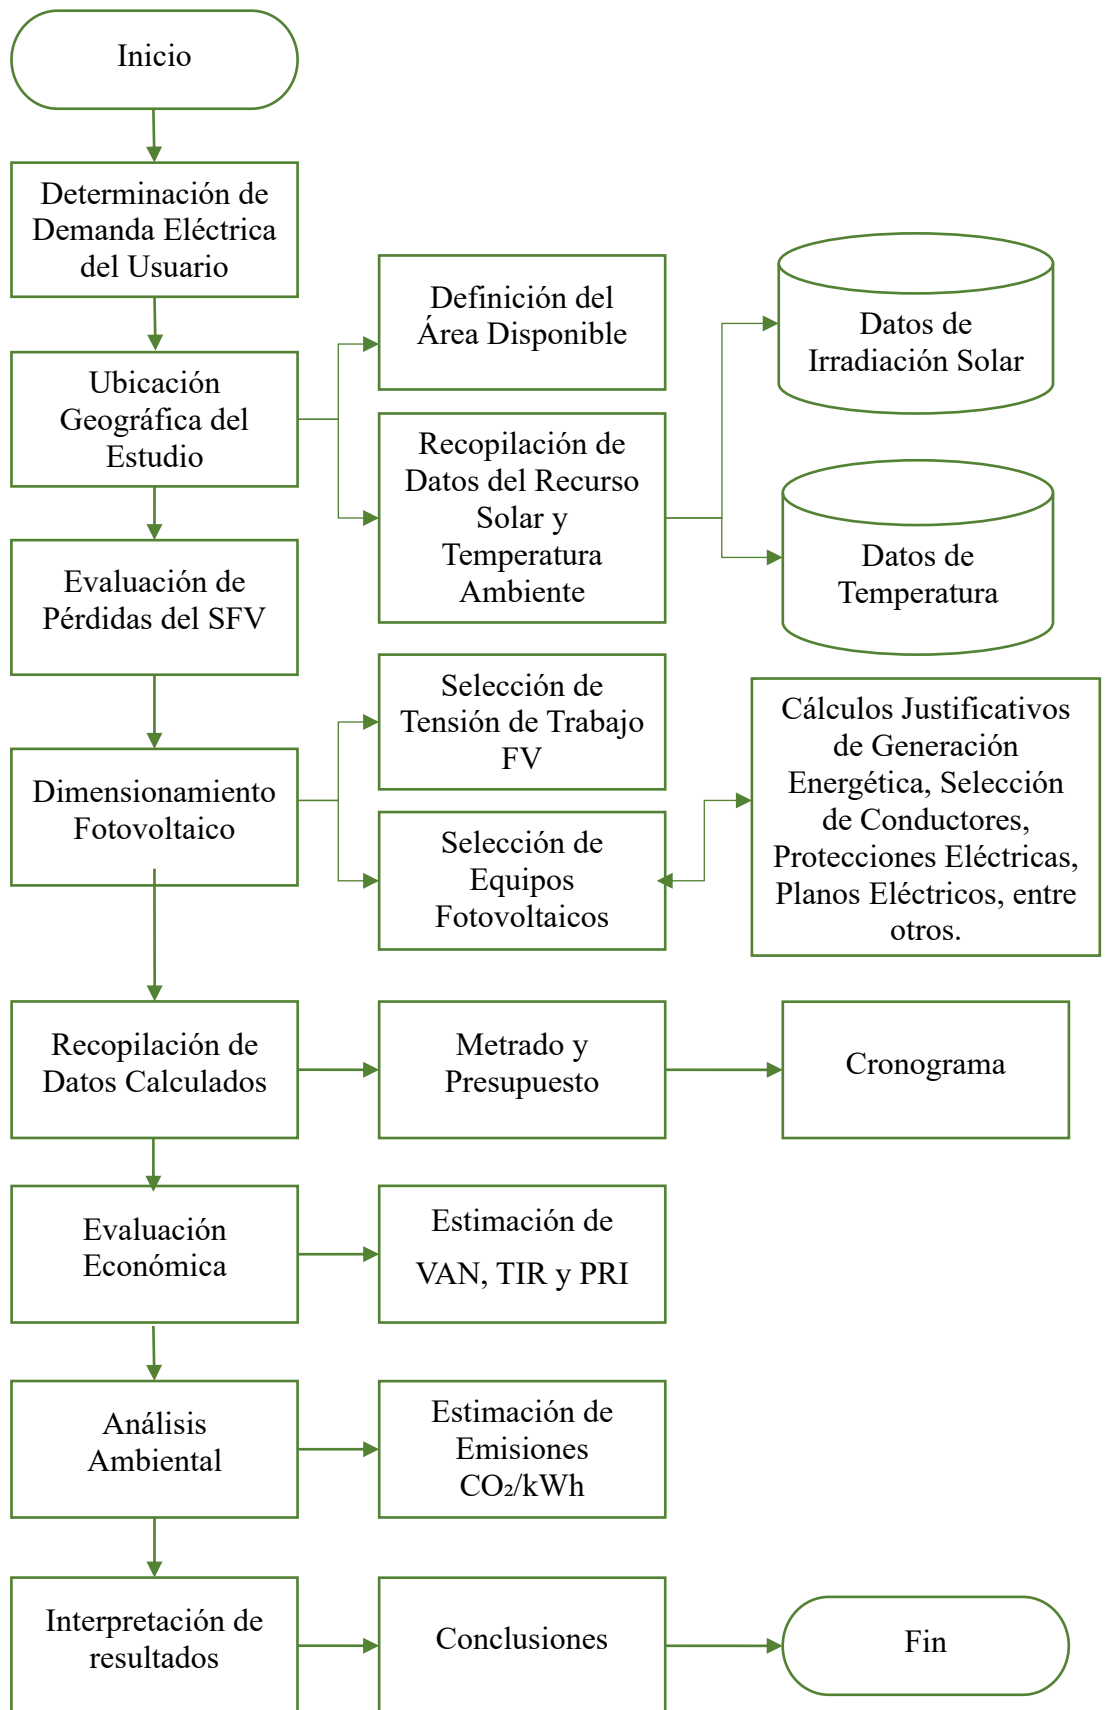 Inicio
Determinación de
Demanda Eléctrica
del Usuario
Definición del
Área Disponible
Datos de
Irradiación Solar
Ubicación
Geográfica del
Estudio
Recopilación de
Datos del Recurso
Solar y
Temperatura
Ambiente
Datos de
Temperatura
Evaluación de
Pérdidas del SFV
Selección de
Tensión de Trabajo
FV
Cálculos Justificativos
de Generación
Energética, Selección
de Conductores,
Protecciones Eléctricas,
Planos Eléctricos, entre
otros.
Dimensionamiento
Fotovoltaico
Selección de
Equipos
Fotovoltaicos
Recopilación de
Datos Calculados
Metrado y
Presupuesto
Cronograma
Evaluación
Económica
Estimación de
VAN, TIR y PRI
Análisis
Ambiental
Estimación de
Emisiones
CO₂/kWh
Interpretación de
resultados
Conclusiones
Fin